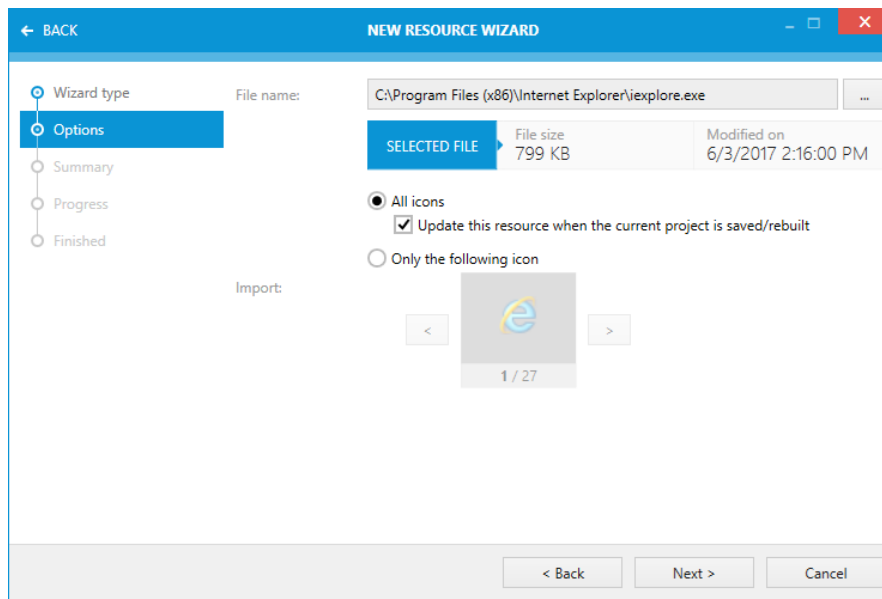 BACK
NEW RESOURCE WIZARD
Wizard type
Options
Summary
Progress
Finished
File name:
C:\Program Files (x86)\Internet Explorer\iexplore.exe
...
SELECTED FILE
File size
799 KB
Modified on
6/3/2017 2:16:00 PM
All icons
Update this resource when the current project is saved/rebuilt
Only the following icon
Import:
<
>
1 / 27
< Back
Next >
Cancel